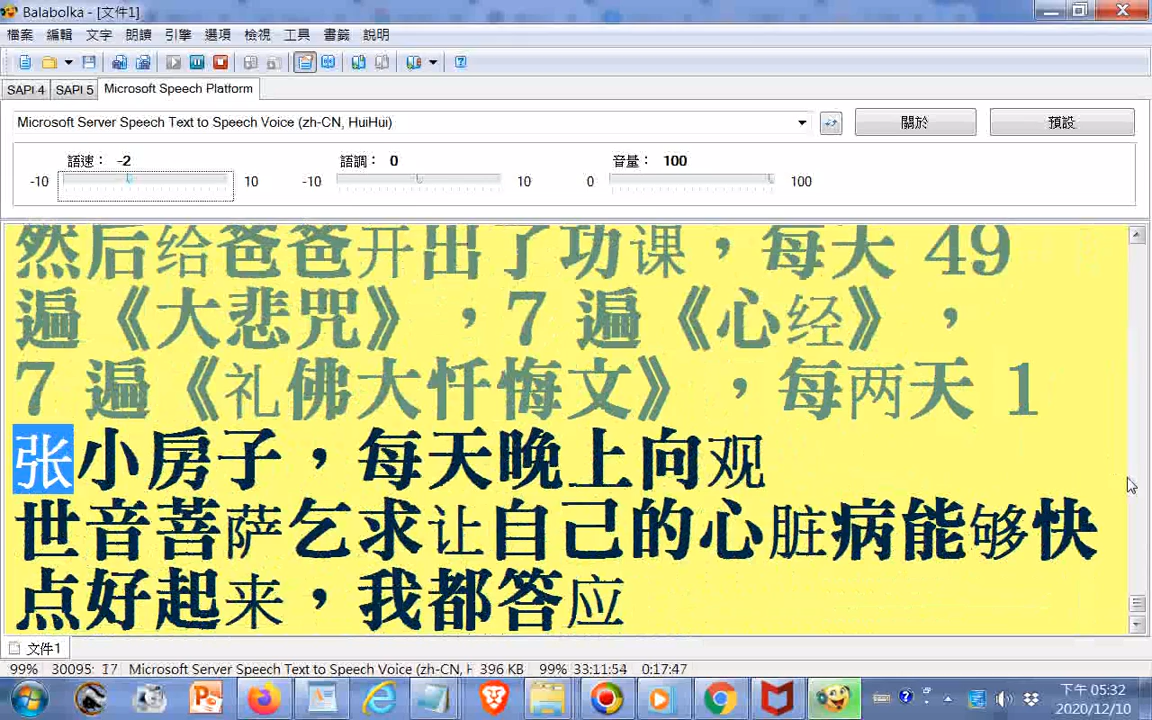 Balabolka - [文件1]
檔案 編輯 文字 朗讀 引擎 選項 檢視 工具 書籤 說明
SAPI 4 SAPI 5 Microsoft Speech Platform
Microsoft Server Speech Text to Speech Voice (zh-CN, HuiHui) 關於 預設
語速： -2 語調： 0 音量： 100
-10 10 -10 10 0 100
然后给爸爸开出了功课，每天 49
遍《大悲咒》，7 遍《心经》，
7 遍《礼佛大忏悔文》，每两天 1
张小房子，每天晚上向观
世音菩萨乞求让自己的心脏病能够快
点好起来，我都答应
文件1
99% 30095: 17 Microsoft Server Speech Text to Speech Voice (zh-CN, H 396 KB 99% 33:11:54 0:17:47
下午 05:32
2020/12/10